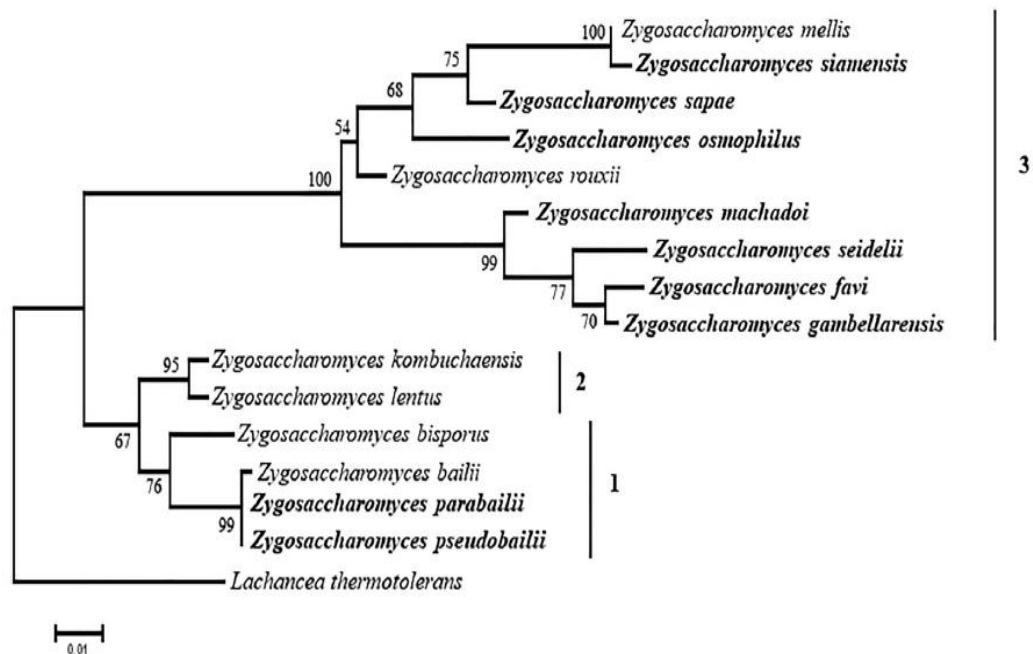 100
Zygosaccharomyces mellis
75
Zygosaccharomyces siamensis
68
Zygosaccharomyces sapae
54
Zygosaccharomyces osmophilus
3
100
Zygosaccharomyces rouxii
Zygosaccharomyces machadoi
99
Zygosaccharomyces seidelii
77
Zygosaccharomyces favi
70
Zygosaccharomyces gambellarensis
95
Zygosaccharomyces kombuchaensis
2
Zygosaccharomyces lentus
67
Zygosaccharomyces bisporus
76
Zygosaccharomyces bailii
1
Zygosaccharomyces parabailii
99
Zygosaccharomyces pseudobailii
Lachancea thermotolerans
0.01